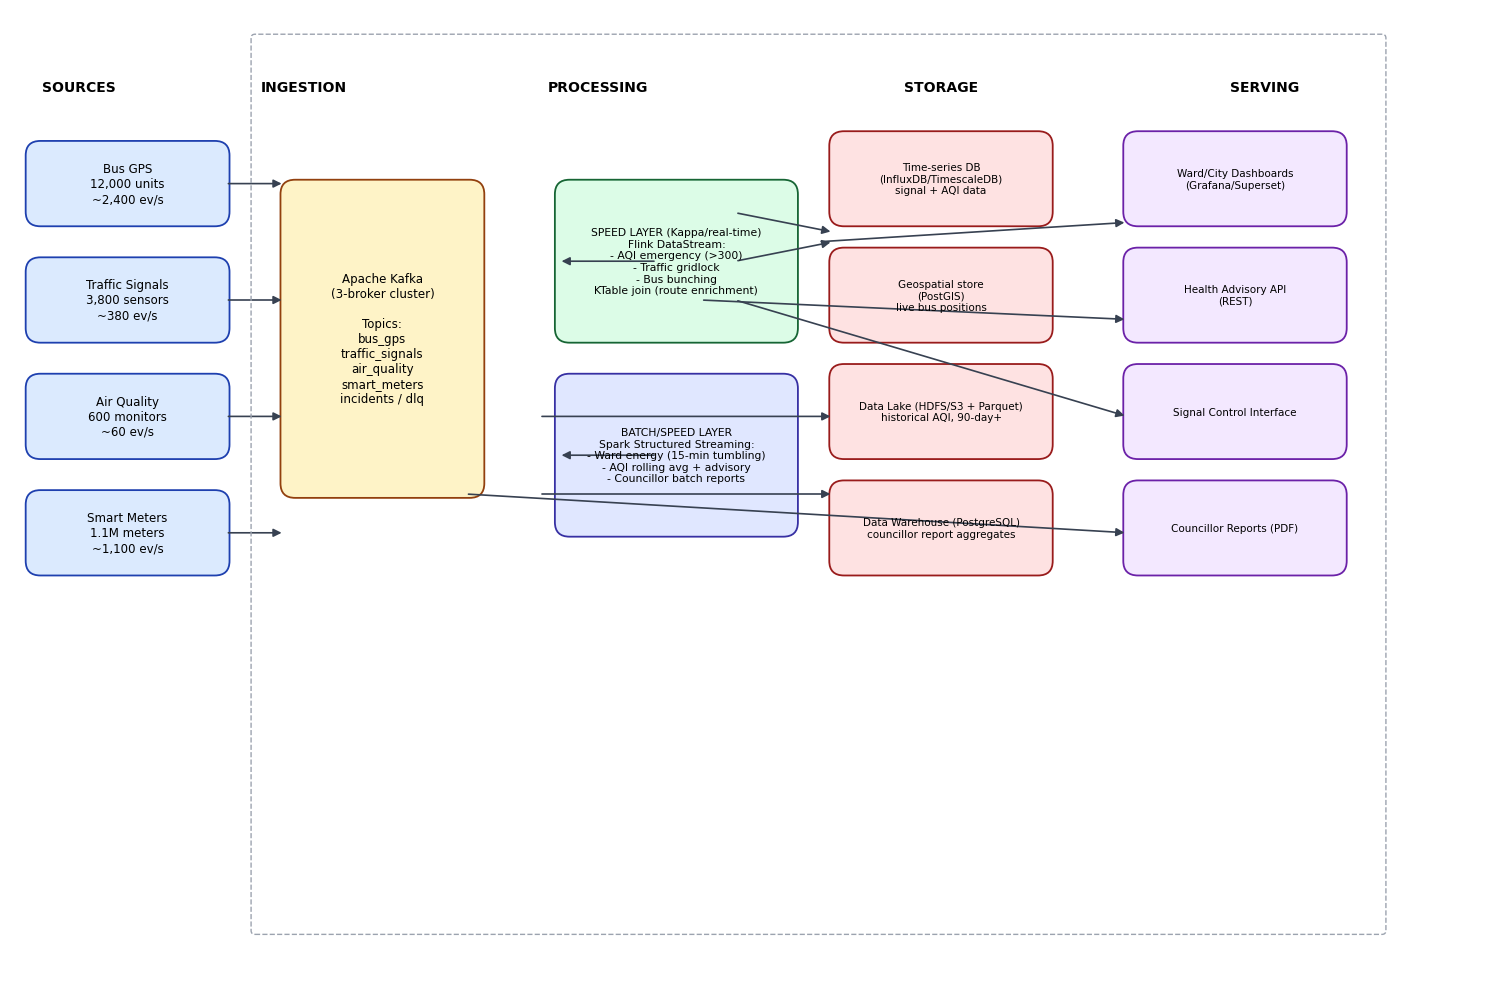 SOURCES
INGESTION
PROCESSING
STORAGE
SERVING
Bus GPS
12,000 units
~2,400 ev/s
Traffic Signals
3,800 sensors
~380 ev/s
Air Quality
600 monitors
~60 ev/s
Smart Meters
1.1M meters
~1,100 ev/s
Apache Kafka
(3-broker cluster)
Topics:
bus_gps
traffic_signals
air_quality
smart_meters
incidents / dlq
SPEED LAYER (Kappa/real-time)
Flink DataStream:
- AQI emergency (>300)
- Traffic gridlock
- Bus bunching
KTable join (route enrichment)
BATCH/SPEED LAYER
Spark Structured Streaming:
- Ward energy (15-min tumbling)
- AQI rolling avg + advisory
- Councillor batch reports
Time-series DB
(InfluxDB/TimescaleDB)
signal + AQI data
Geospatial store
(PostGIS)
live bus positions
Data Lake (HDFS/S3 + Parquet)
historical AQI, 90-day+
Data Warehouse (PostgreSQL)
councillor report aggregates
Ward/City Dashboards
(Grafana/Superset)
Health Advisory API
(REST)
Signal Control Interface
Councillor Reports (PDF)